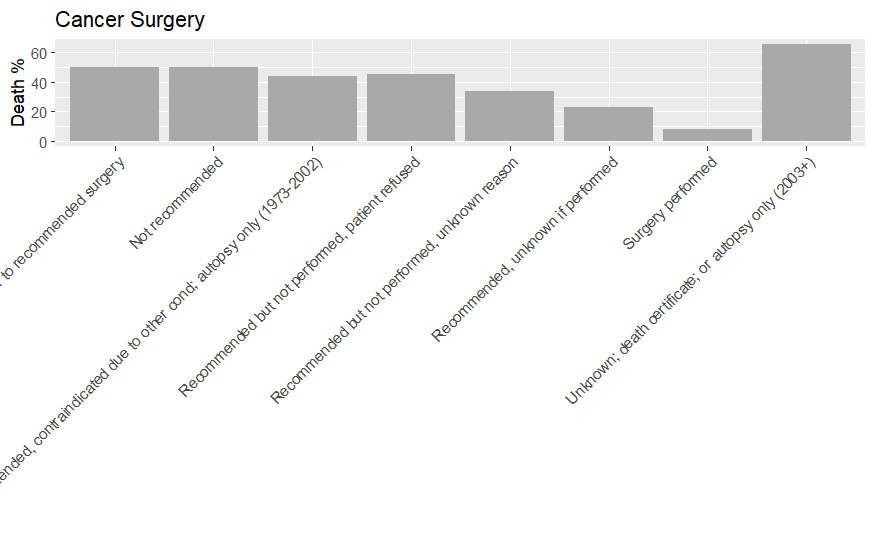 Cancer Surgery
Death %
60
40
20
0
to recommended surgery
Not recommended
contraindicated due to other cond; autopsy only (1973-2002)
Recommended but not performed, patient refused
Recommended but not performed, unknown reason
Recommended, unknown if performed
Surgery performed
Unknown; death certificate; or autopsy only (2003+)